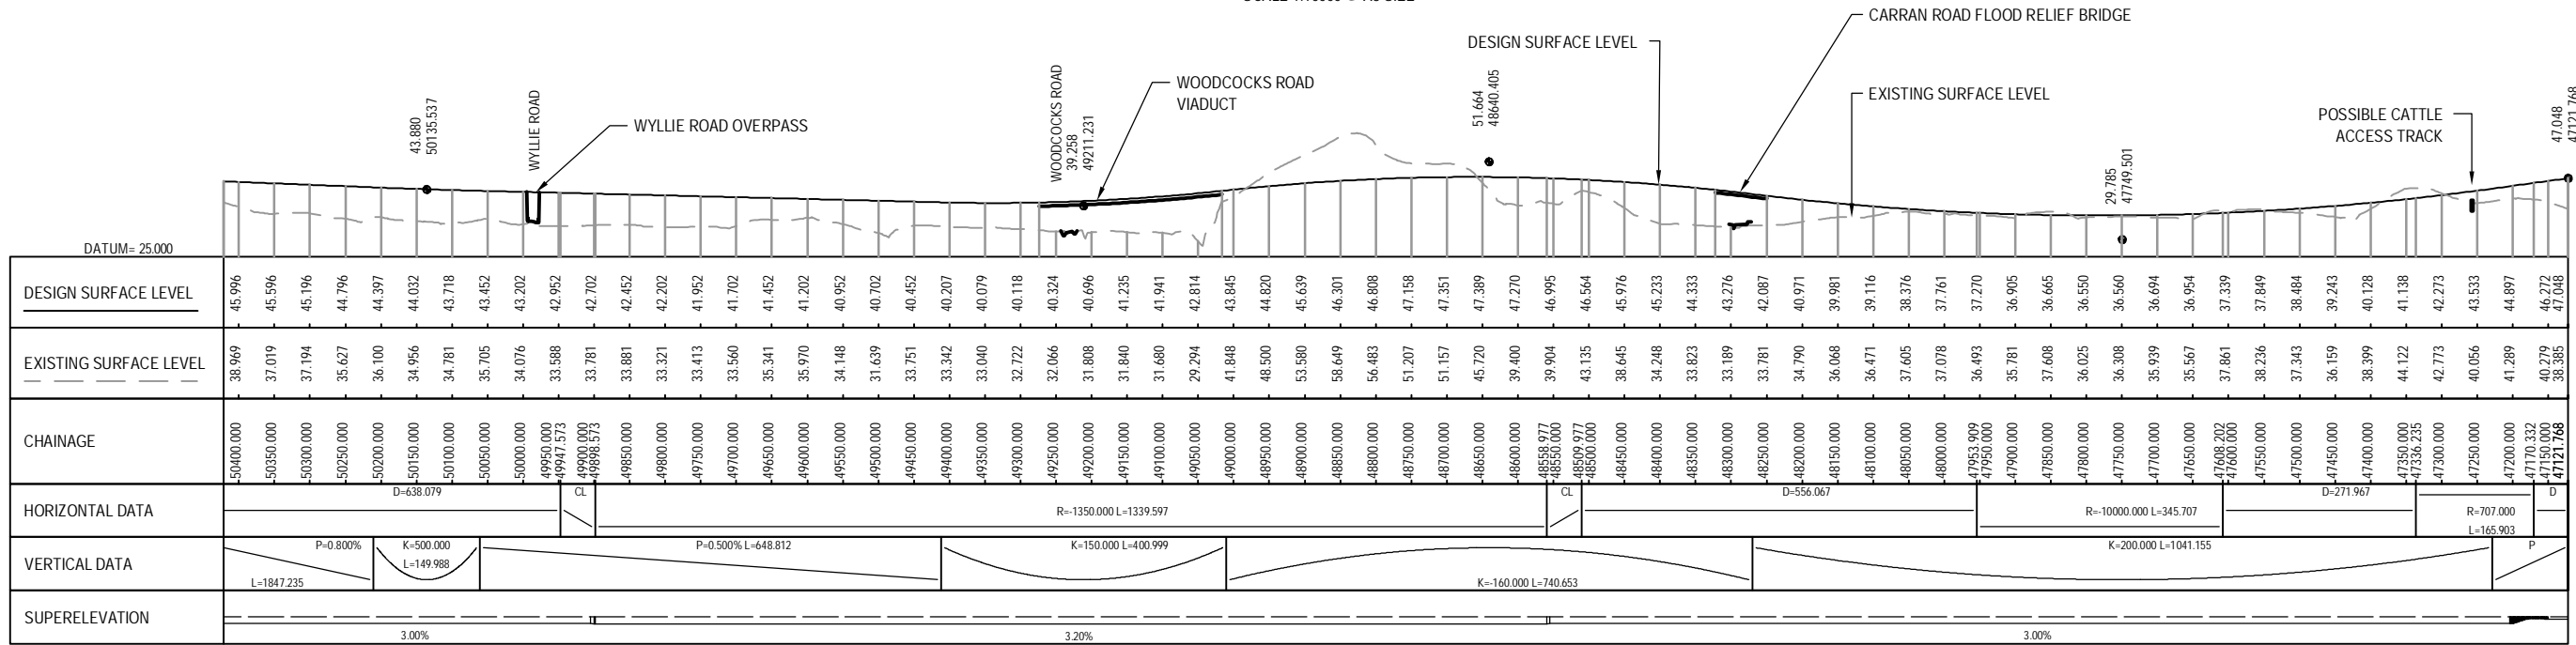 CARRAN ROAD FLOOD RELIEF BRIDGE
DESIGN SURFACE LEVEL
WOODCOCKS ROAD
VIADUCT
EXISTING SURFACE LEVEL
POSSIBLE CATTLE
ACCESS TRACK
WYLLIE ROAD OVERPASS
43.880
50135.537
WYLLIE ROAD
WOODCOCKS ROAD
39.258
49211.231
51.664
48640.405
29.785
47749.501
47.048
47121.768
DATUM= 25.000
DESIGN SURFACE LEVEL
45.996 45.596 45.196 44.796 44.397 44.032 43.718 43.452 43.202 42.952 42.702 42.452 42.202 41.952 41.702 41.452 41.202 40.952 40.702 40.452 40.207 40.079 40.118 40.324 40.696 41.235 41.941 42.814 43.845 44.820 45.639 46.301 46.808 47.158 47.351 47.389 47.270 46.995 46.564 45.976 45.233 44.333 43.276 42.087 40.971 39.981 39.116 38.376 37.761 37.270 36.905 36.665 36.550 36.560 36.694 36.954 37.339 37.849 38.484 39.243 40.128 41.138 42.273 43.533 44.897 46.272 47.048
EXISTING SURFACE LEVEL
38.969 37.019 37.194 35.627 36.100 34.956 34.781 35.705 34.076 33.588 33.781 33.881 33.321 33.413 33.560 35.341 35.970 34.148 31.639 33.751 33.342 33.040 32.722 32.066 31.808 31.840 31.680 29.294 41.848 48.500 53.580 58.649 56.483 51.207 51.157 45.720 39.400 39.904 43.135 38.645 34.248 33.823 33.189 33.781 34.790 36.068 36.471 37.605 37.078 36.493 35.781 37.608 36.025 36.308 35.939 35.567 37.861 38.236 37.343 36.159 38.399 44.122 42.773 40.056 41.289 40.279 38.385
CHAINAGE
50400.000 50350.000 50300.000 50250.000 50200.000 50150.000 50100.000 50050.000 50000.000 49950.000 49947.573 49900.000 49898.573 49850.000 49800.000 49750.000 49700.000 49650.000 49600.000 49550.000 49500.000 49450.000 49400.000 49350.000 49300.000 49250.000 49200.000 49150.000 49100.000 49050.000 49000.000 48950.000 48900.000 48850.000 48800.000 48750.000 48700.000 48650.000 48600.000 48558.977 48550.000 48509.977 48500.000 48450.000 48400.000 48350.000 48300.000 48250.000 48200.000 48150.000 48100.000 48050.000 48000.000 47953.909 47950.000 47900.000 47850.000 47800.000 47750.000 47700.000 47650.000 47608.202 47600.000 47550.000 47500.000 47450.000 47400.000 47350.000 47336.235 47300.000 47250.000 47200.000 47170.332 47150.000 47121.768
HORIZONTAL DATA
D=638.079 CL R=-1350.000 L=1339.597 CL D=556.067 R=-10000.000 L=345.707 D=271.967 R=707.000 D
L=165.903
VERTICAL DATA
P=0.800% K=500.000 P=0.500% L=648.812 K=150.000 L=400.999 K=200.000 L=1041.155 P
L=149.988
L=1847.235 K=-160.000 L=740.653
SUPERELEVATION
3.00% 3.20% 3.00%